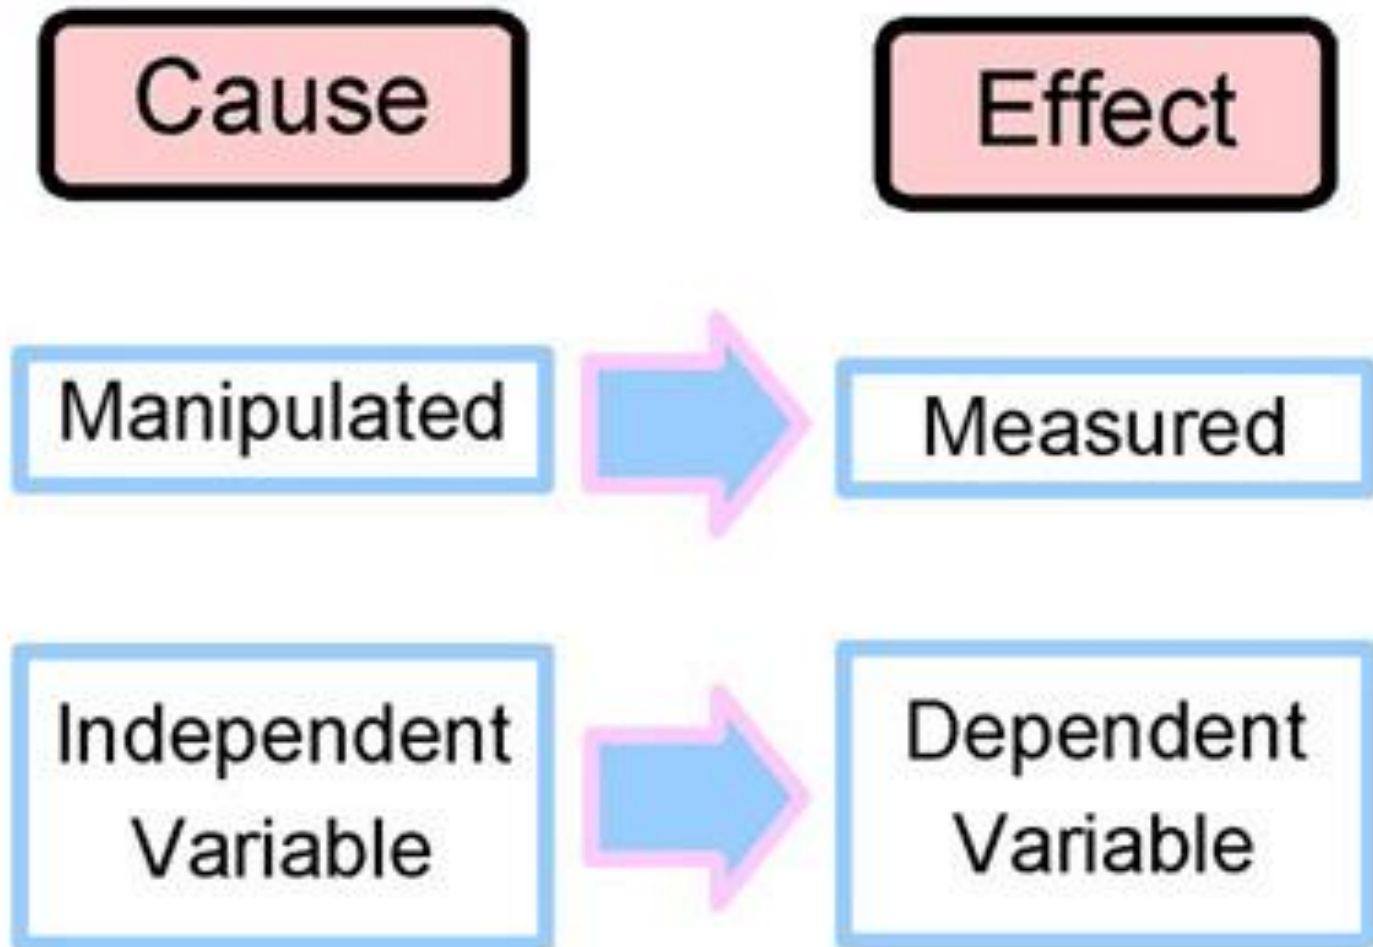 Cause
Effect
Manipulated
Measured
Independent
Variable
Dependent
Variable